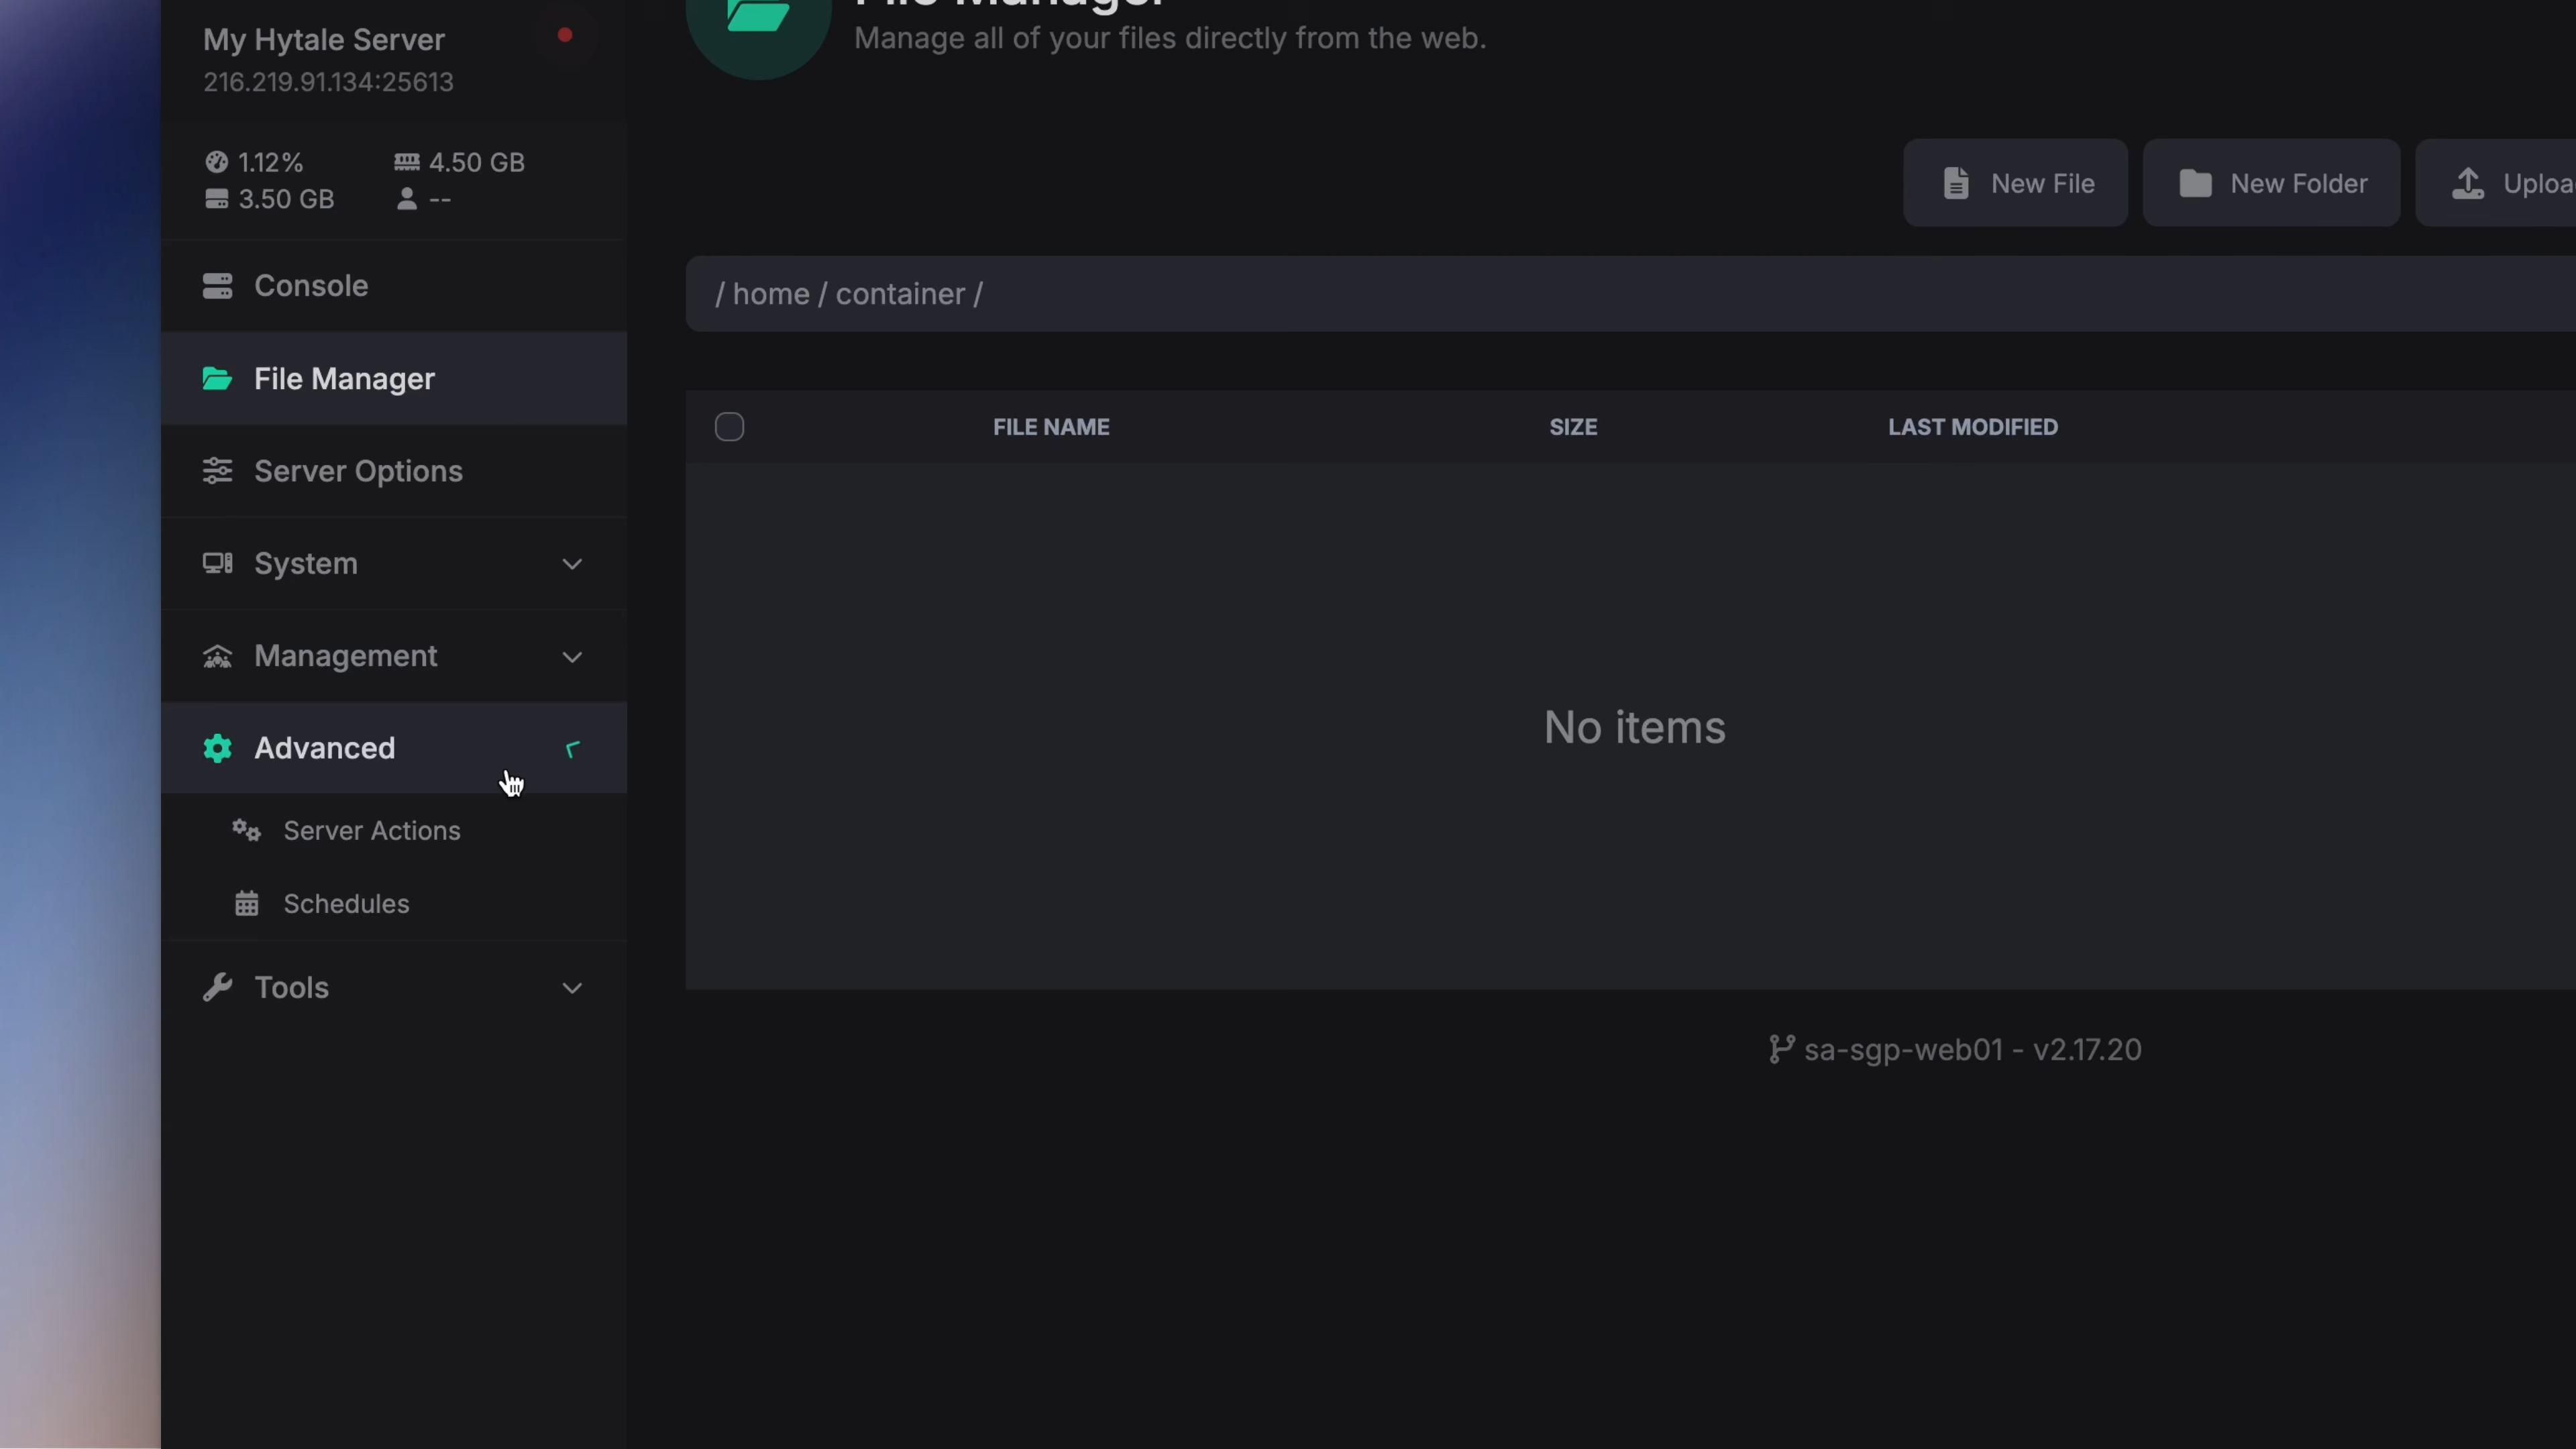 My Hytale Server
216.219.91.134:25613
1.12%
4.50 GB
3.50 GB
--
Console
File Manager
Server Options
System
Management
Advanced
Server Actions
Schedules
Tools
File Manager
Manage all of your files directly from the web.
New File
New Folder
/ home / container /
FILE NAME
SIZE
LAST MODIFIED
No items
sa-sgp-web01 - v2.17.20